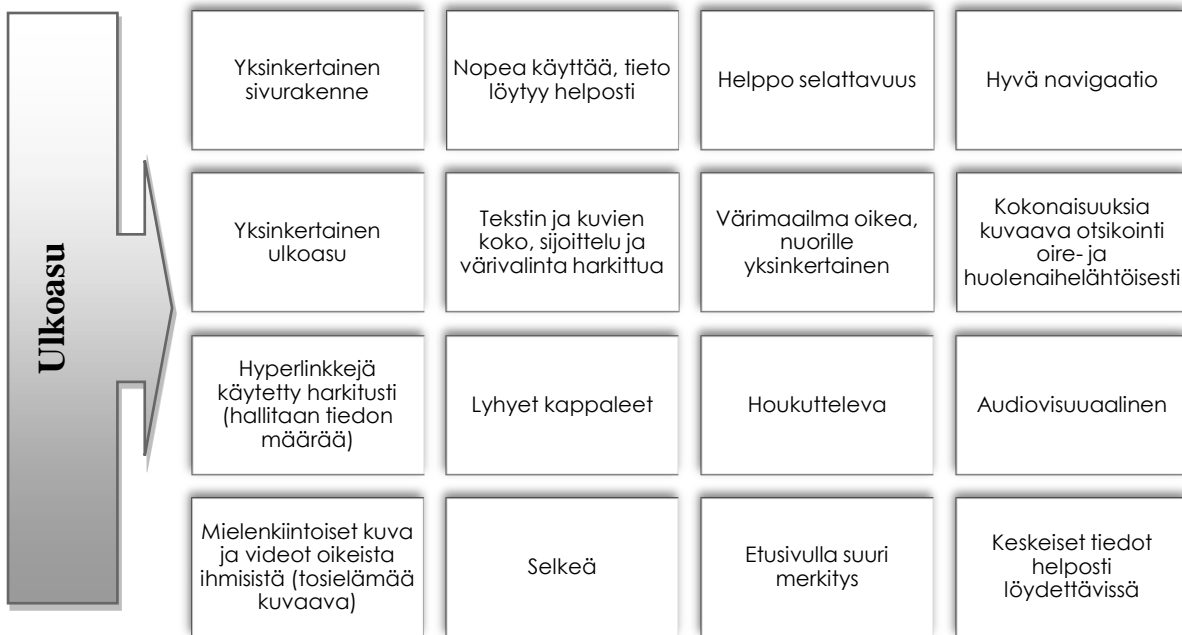 Ulkoasu
Yksinkertainen
sivurakenne
Nopea käyttää, tieto
löytyy helposti
Helppo selattavuus
Hyvä navigaatio
Yksinkertainen
ulkoasu
Tekstin ja kuvien
koko, sijoittelu ja
värivalinta harkittua
Värimaailma oikea,
nuorille
yksinkertainen
Kokonaisuuksia
kuvaava otsikointi
oire- ja
huolenaihelähtöisesti
Hyperlinkkejä
käytetty harkitusti
(hallitaan tiedon
määrää)
Lyhyet kappaleet
Houkutteleva
Audiovisuuaalinen
Mielenkiintoiset kuva
ja videot oikeista
ihmisistä (tosielämää
kuvaava)
Selkeä
Etusivulla suuri
merkitys
Keskeiset tiedot
helposti
löydettävissä